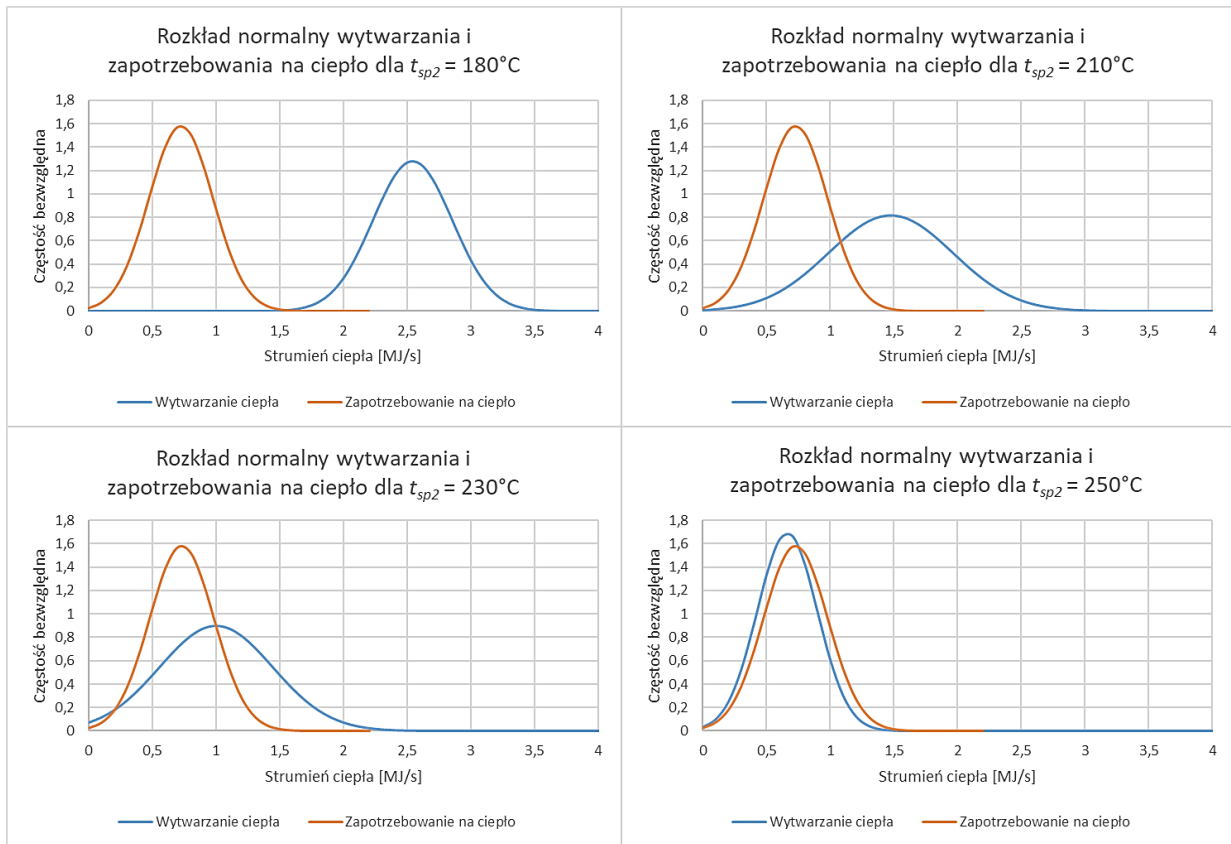 Rozkład normalny wytwarzania i
zapotrzebowania na ciepło dla tsp2 = 180°C
Częstość bezwzględna
1,8
1,6
1,4
1,2
1
0,8
0,6
0,4
0,2
0
0 0,5 1 1,5 2 2,5 3 3,5 4
Strumień ciepła [MJ/s]
Wytwarzanie ciepła Zapotrzebowanie na ciepło
Rozkład normalny wytwarzania i
zapotrzebowania na ciepło dla tsp2 = 210°C
Częstość bezwzględna
1,8
1,6
1,4
1,2
1
0,8
0,6
0,4
0,2
0
0 0,5 1 1,5 2 2,5 3 3,5 4
Strumień ciepła [MJ/s]
Wytwarzanie ciepła Zapotrzebowanie na ciepło
Rozkład normalny wytwarzania i
zapotrzebowania na ciepło dla tsp2 = 230°C
Częstość bezwzględna
1,8
1,6
1,4
1,2
1
0,8
0,6
0,4
0,2
0
0 0,5 1 1,5 2 2,5 3 3,5 4
Strumień ciepła [MJ/s]
Wytwarzanie ciepła Zapotrzebowanie na ciepło
Rozkład normalny wytwarzania i
zapotrzebowania na ciepło dla tsp2 = 250°C
Częstość bezwzględna
1,8
1,6
1,4
1,2
1
0,8
0,6
0,4
0,2
0
0 0,5 1 1,5 2 2,5 3 3,5 4
Strumień ciepła [MJ/s]
Wytwarzanie ciepła Zapotrzebowanie na ciepło